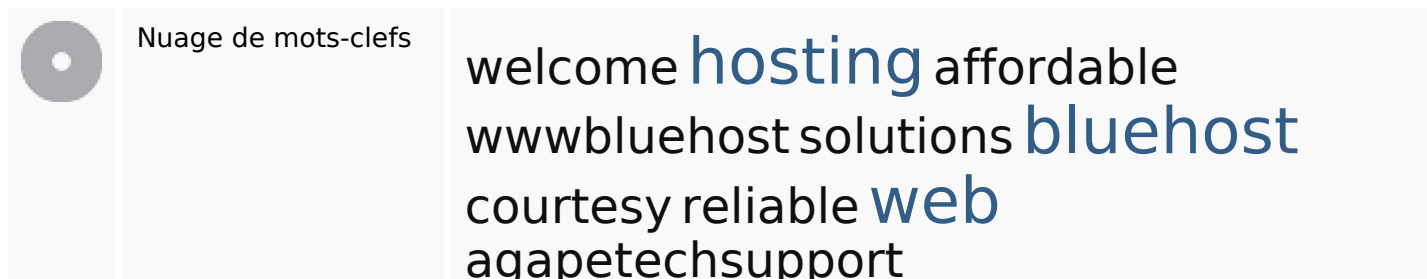 Nuage de mots-clefs
welcome hosting affordable
wwwbluehost solutions bluehost
courtesy reliable web
agapetechsupport